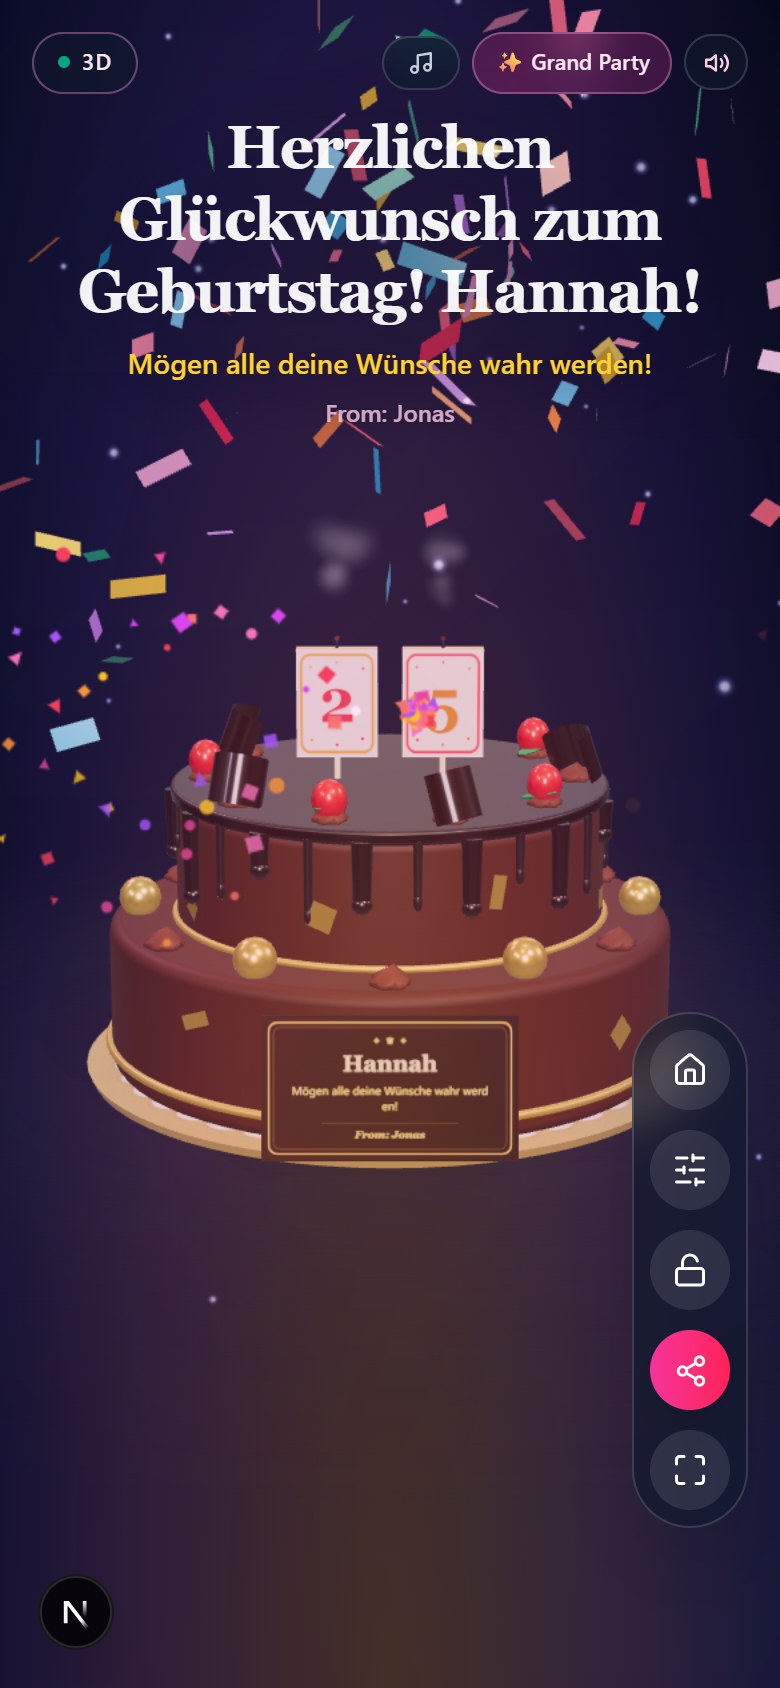 3D
Grand Party
Herzlichen
Glückwunsch zum
Geburtstag! Hannah!
Mögen alle deine Wünsche wahr werden!
From: Jonas
2 5
Hannah
Mögen alle deine Wünsche wahr werd
en!
From: Jonas
N